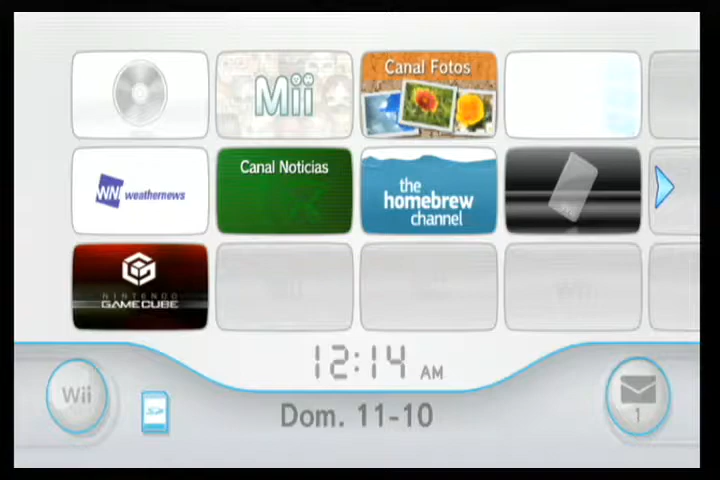 Mii
Canal Fotos
WN weathernews
Canal Noticias
the
homebrew
channel
NINTENDO
GAMECUBE
12:14 AM
Wii
Dom. 11-10
1